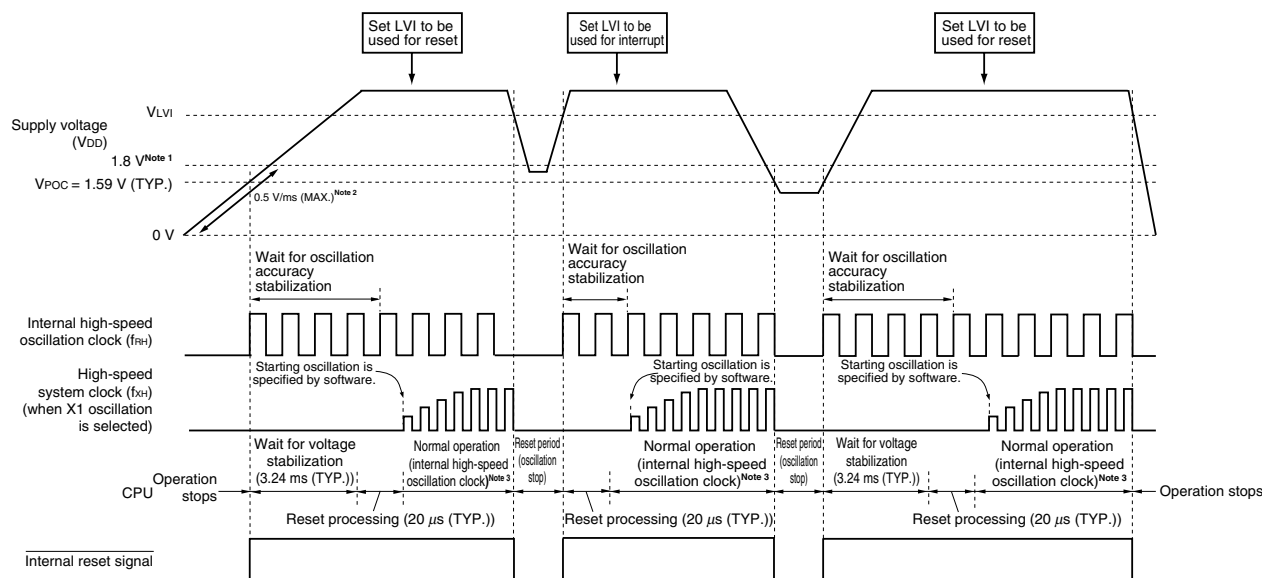 Set LVI to be
used for reset
Set LVI to be
used for interrupt
Set LVI to be
used for reset
VLVI
Supply voltage
(VDD)
1.8 V Note 1
VPOC = 1.59 V (TYP.)
0.5 V/ms (MAX.) Note 2
0 V
Wait for oscillation
accuracy
stabilization
Wait for oscillation
accuracy
stabilization
Wait for oscillation
accuracy
stabilization
Internal high-speed
oscillation clock (fRH)
Starting oscillation is
specified by software.
Starting oscillation is
specified by software.
Starting oscillation is
specified by software.
High-speed
system clock (fXH)
(when X1 oscillation
is selected)
Wait for voltage
stabilization
(3.24 ms (TYP.))
Normal operation
(internal high-speed
oscillation clock) Note 3
Reset period
(oscillation
stop)
Normal operation
(internal high-speed
oscillation clock) Note 3
Reset period
(oscillation
stop)
Wait for voltage
stabilization
(3.24 ms (TYP.))
Normal operation
(internal high-speed
oscillation clock) Note 3
CPU
Operation
stops
Operation stops
Reset processing (20 μs (TYP.))
Reset processing (20 μs (TYP.))
Reset processing (20 μs (TYP.))
Internal reset signal